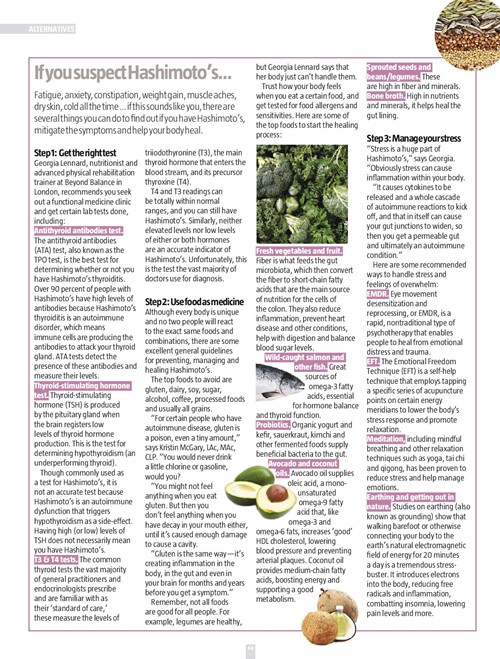 ALTERNATIVES
If you suspect Hashimoto's...
Fatigue, anxiety, constipation, weight gain, muscle aches,
dry skin, cold all the time ... if this sounds like you, there are
several things you can do to find out if you have Hashimoto's,
mitigate the symptoms and help your body heal.
Step 1: Get the right test
Georgia Lennard, nutritionist and
advanced physical rehabilitation
trainer at Beyond Balance in
London, recommends you seek
out a functional medicine clinic
and get certain lab tests done,
including:
Antithyroid antibodies test.
The antithyroid antibodies
(ATA) test, also known as the
TPO test, is the best test for
determining whether or not you
have Hashimoto's thyroiditis.
Over 90 percent of people with
Hashimoto's have high levels of
antibodies because Hashimoto's
thyroiditis is an autoimmune
disorder, which means
immune cells are producing the
antibodies to attack your thyroid
gland. ATA tests detect the
presence of these antibodies and
measure their levels.
Thyroid-stimulating hormone
test. Thyroid-stimulating
hormone (TSH) is produced
by the pituitary gland when
the brain registers low
levels of thyroid hormone
production. This is the test for
determining hypothyroidism (an
underperforming thyroid).
Though commonly used as
a test for Hashimoto's, it is
not an accurate test because
Hashimoto's is an autoimmune
dysfunction that triggers
hypothyroidism as a side-effect.
Having high (or low) levels of
TSH does not necessarily mean
you have Hashimoto's.
T3 & T4 tests. The common
thyroid tests the vast majority
of general practitioners and
endocrinologists prescribe
and are familiar with as
their 'standard of care,'
these measure the levels of
triiodothyronine (T3), the main
thyroid hormone that enters the
blood stream, and its precursor
thyroxine (T4).
T4 and T3 readings can
be totally within normal
ranges, and you can still have
Hashimoto's. Similarly, neither
elevated levels nor low levels
of either or both hormones
are an accurate indicator of
Hashimoto's. Unfortunately, this
is the test the vast majority of
doctors use for diagnosis.
Step 2: Use food as medicine
Although every body is unique
and no two people will react
to the exact same foods and
combinations, there are some
excellent general guidelines
for preventing, managing and
healing Hashimoto's.
The top foods to avoid are
gluten, dairy, soy, sugar,
alcohol, coffee, processed foods
and usually all grains.
"For certain people who have
autoimmune disease, gluten is
a poison, even a tiny amount,"
says Kristin McGary, LAc, MAc,
CLP. "You would never drink
a little chlorine or gasoline,
would you?
"You might not feel
anything when you eat
gluten. But then you
don't feel anything when you
have decay in your mouth either,
until it's caused enough damage
to cause a cavity.
"Gluten is the same way—it's
creating inflammation in the
body, in the gut and even in
your brain for months and years
before you get a symptom."
Remember, not all foods
are good for all people. For
example, legumes are healthy,
but Georgia Lennard says that
her body just can't handle them.
Trust how your body feels
when you eat a certain food, and
get tested for food allergens and
sensitivities. Here are some of
the top foods to start the healing
process:
Fresh vegetables and fruit.
Fiber is what feeds the gut
microbiota, which then convert
the fiber to short-chain fatty
acids that are the main source
of nutrition for the cells of
the colon. They also reduce
inflammation, prevent heart
disease and other conditions,
help with digestion and balance
blood sugar levels.
Wild-caught salmon and
other fish. Great
sources of
omega-3 fatty
acids, essential
for hormone balance
and thyroid function.
Probiotics. Organic yogurt and
kefir, sauerkraut, kimchi and
other fermented foods supply
beneficial bacteria to the gut.
Avocado and coconut
oils. Avocado oil supplies
oleic acid, a mono-
unsaturated
omega-9 fatty
acid that, like
omega-3 and
omega-6 fats, increases 'good'
HDL cholesterol, lowering
blood pressure and preventing
arterial plaques. Coconut oil
provides medium-chain fatty
acids, boosting energy and
supporting a good
metabolism.
Sprouted seeds and
beans/legumes. These
are high in fiber and minerals.
Bone broth. High in nutrients
and minerals, it helps heal the
gut lining.
Step 3: Manage your stress
"Stress is a huge part of
Hashimoto's," says Georgia.
"Obviously stress can cause
inflammation within your body.
"It causes cytokines to be
released and a whole cascade
of autoimmune reactions to kick
off, and that in itself can cause
your gut junctions to widen, so
then you get a permeable gut
and ultimately an autoimmune
condition."
Here are some recommended
ways to handle stress and
feelings of overwhelm:
EMDR. Eye movement
desensitization and
reprocessing, or EMDR, is a
rapid, nontraditional type of
psychotherapy that enables
people to heal from emotional
distress and trauma.
EFT. The Emotional Freedom
Technique (EFT) is a self-help
technique that employs tapping
a specific series of acupuncture
points on certain energy
meridians to lower the body's
stress response and promote
relaxation.
Meditation, including mindful
breathing and other relaxation
techniques such as yoga, tai chi
and qigong, has been proven to
reduce stress and help manage
emotions.
Earthing and getting out in
nature. Studies on earthing (also
known as grounding) show that
walking barefoot or otherwise
connecting your body to the
earth's natural electromagnetic
field of energy for 20 minutes
a day is a tremendous stress-
buster. It introduces electrons
into the body, reducing free
radicals and inflammation,
combatting insomnia, lowering
pain levels and more.